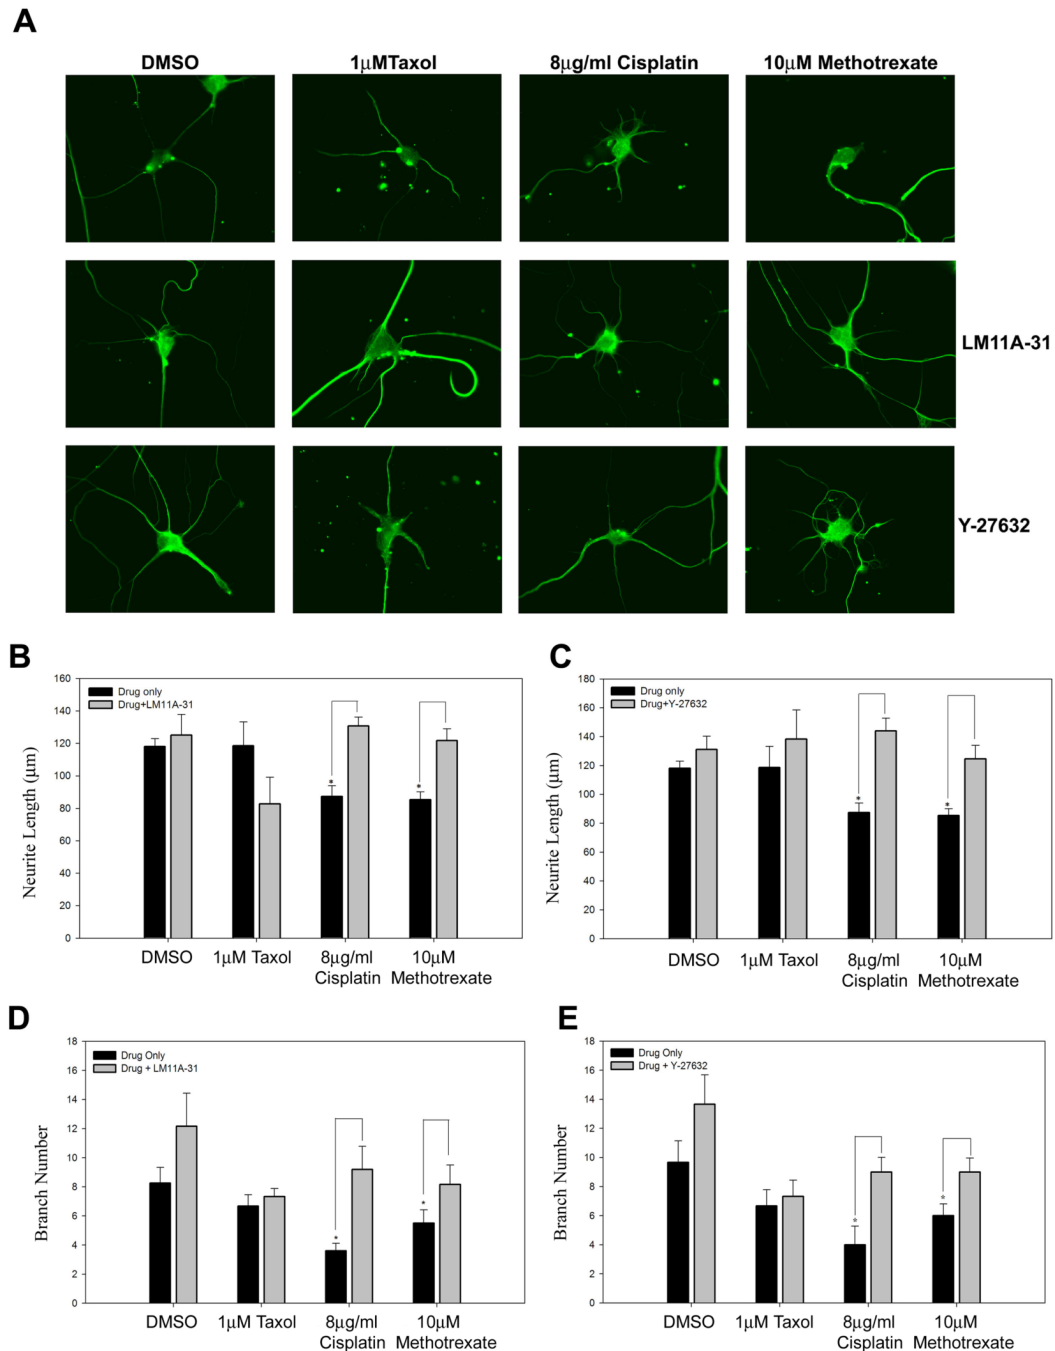 A
DMSO
1μMTaxol
8μg/ml Cisplatin
10μM Methotrexate
LM11A-31
Y-27632
B
160
140
120
100
80
60
40
20
0
Neurite Length (μm)
Drug only
Drug+LM11A-31
*
*
DMSO
1μM Taxol
8μg/ml
Cisplatin
10μM
Methotrexate
C
180
160
140
120
100
80
60
40
20
0
Neurite Length (μm)
Drug only
Drug+Y-27632
*
*
DMSO
1μM Taxol
8μg/ml
Cisplatin
10μM
Methotrexate
D
18
16
14
12
10
8
6
4
2
0
Branch Number
Drug Only
Drug + LM11A-31
*
*
DMSO
1μM Taxol
8μg/ml
Cisplatin
10μM
Methotrexate
E
18
16
14
12
10
8
6
4
2
0
Branch Number
Drug Only
Drug + Y-27632
*
*
DMSO
1μM Taxol
8μg/ml
Cisplatin
10μM
Methotrexate